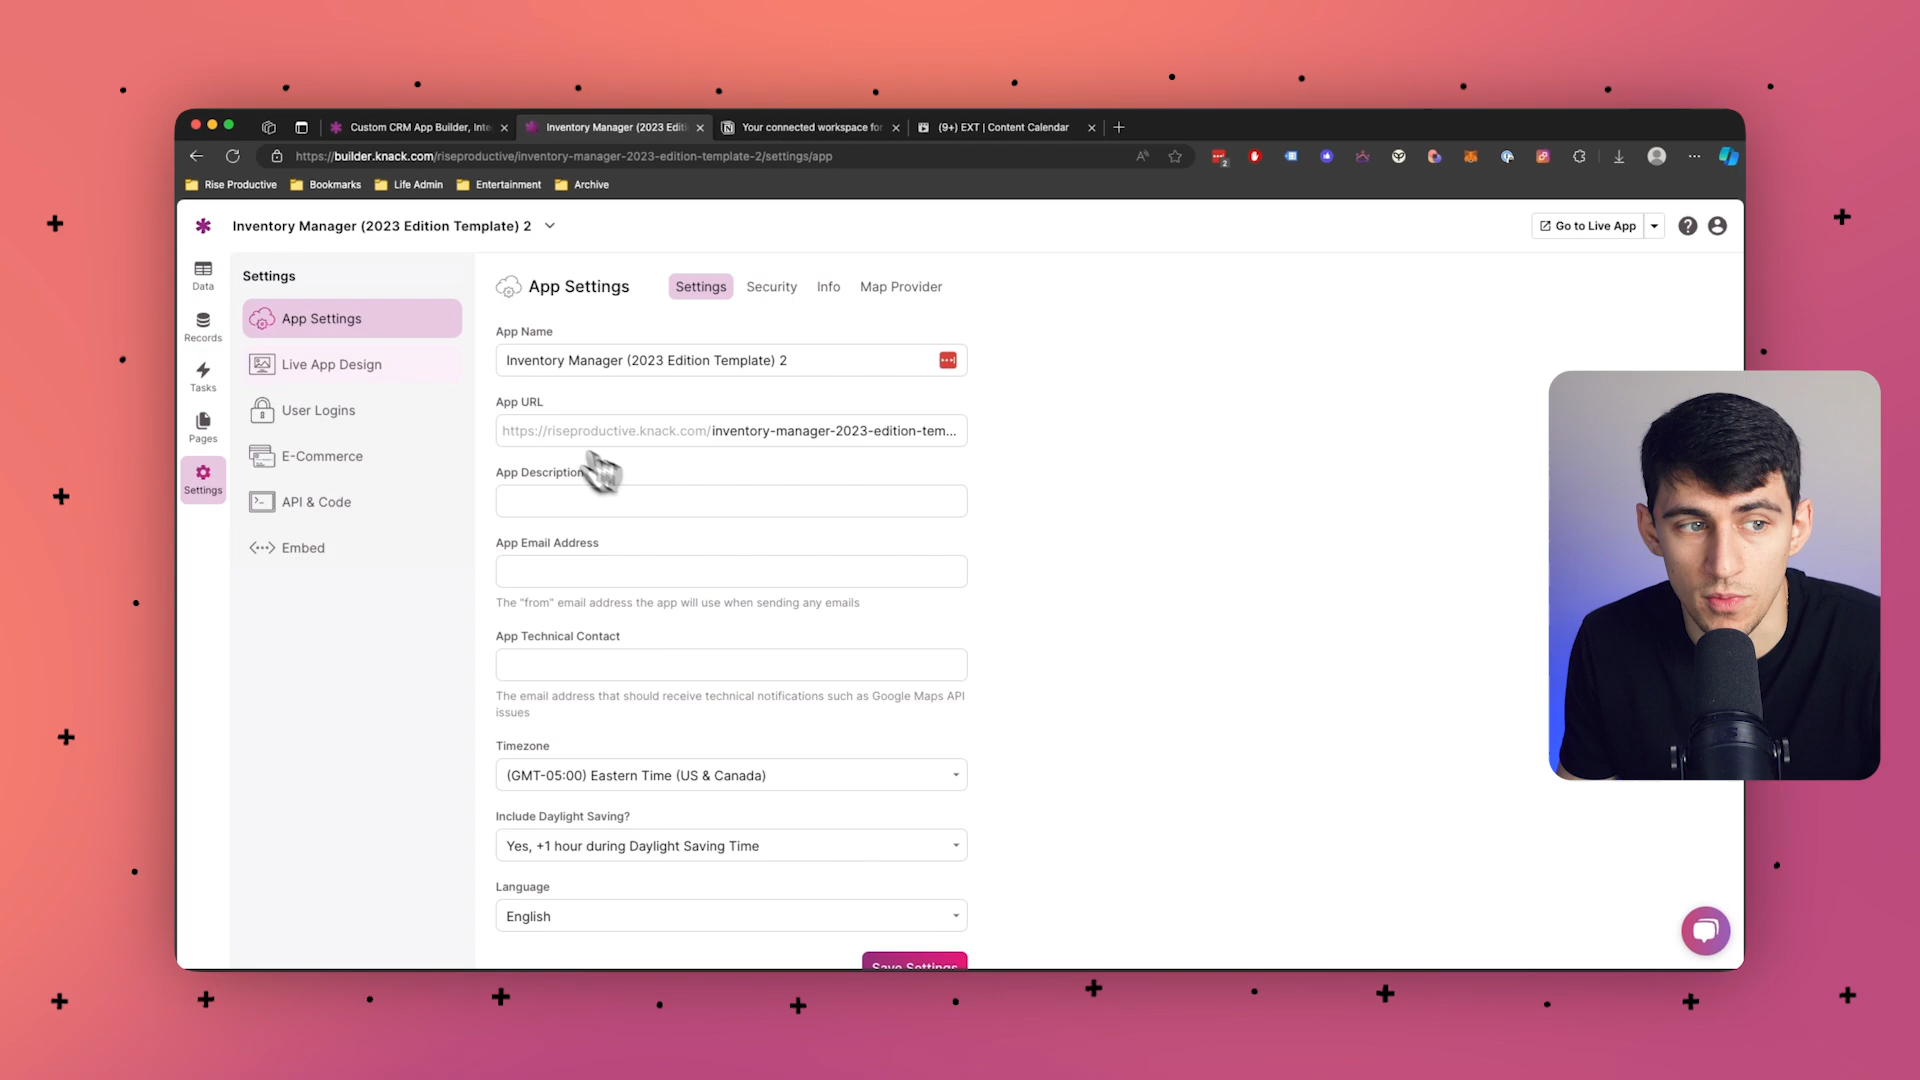 Custom CRM App Builder, Inte
Inventory Manager (2023 Editi
Your connected workspace for
(9+) EXT | Content Calendar
https://builder.knack.com/riseproductive/inventory-manager-2023-edition-template-2/settings/app
2
Rise Productive
Bookmarks
Life Admin
Entertainment
Archive
Inventory Manager (2023 Edition Template) 2
Go to Live App
Data
Records
Tasks
Pages
Settings
Settings
App Settings
Live App Design
User Logins
E-Commerce
API & Code
Embed
App Settings
Settings
Security
Info
Map Provider
App Name
Inventory Manager (2023 Edition Template) 2
App URL
https://riseproductive.knack.com/inventory-manager-2023-edition-tem...
App Description
App Email Address
The "from" email address the app will use when sending any emails
App Technical Contact
The email address that should receive technical notifications such as Google Maps API
issues
Timezone
(GMT-05:00) Eastern Time (US & Canada)
Include Daylight Saving?
Yes, +1 hour during Daylight Saving Time
Language
English
Save Settings